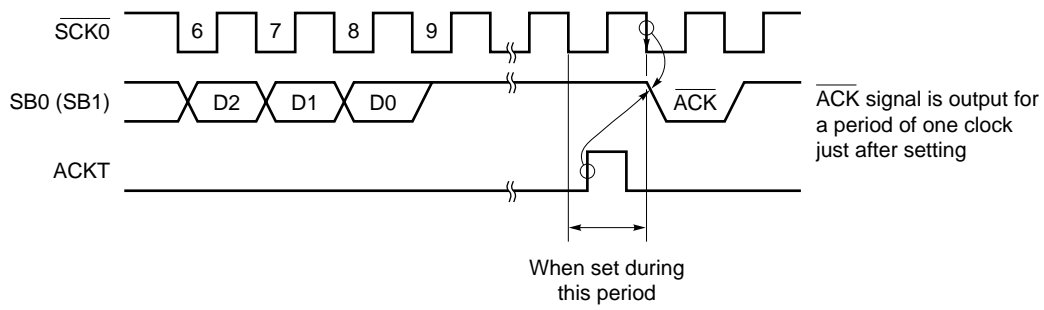 SCK0
6 7 8 9
SB0 (SB1)
D2 D1 D0 ACK
ACK signal is output for
a period of one clock
just after setting
ACKT
When set during
this period